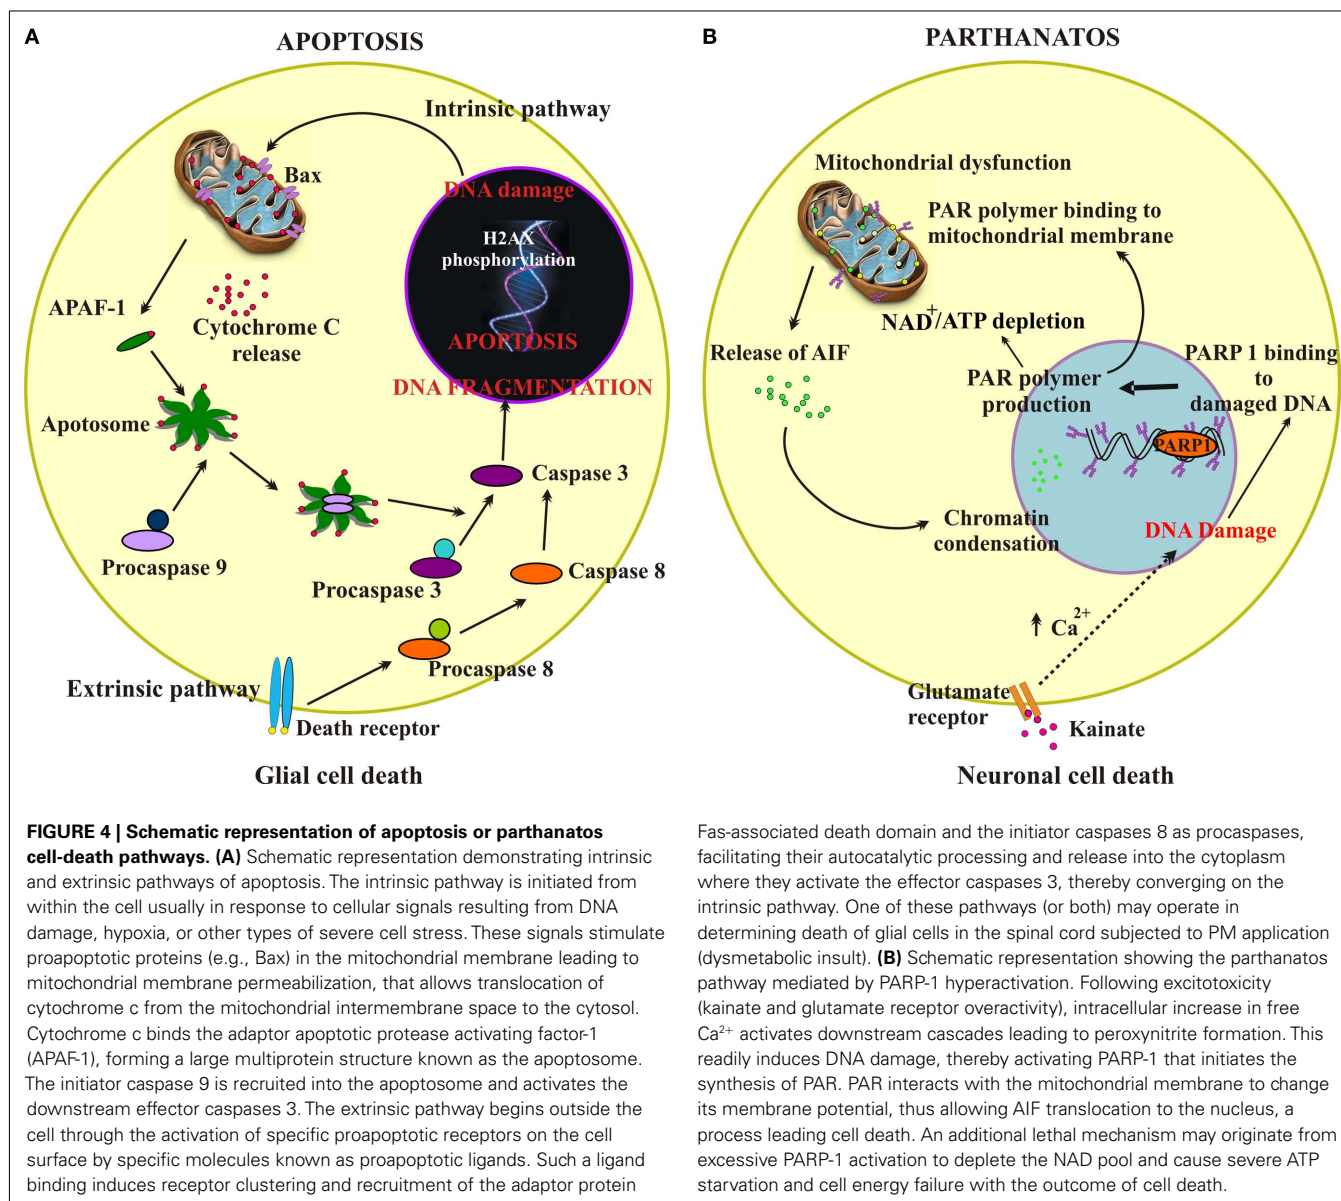 A
APOPTOSIS
Intrinsic pathway
Bax
DNA damage
H2AX
phosphorylation
APAF-1
Cytochrome C
release
APOPTOSIS
DNA FRAGMENTATION
Apotosome
Caspase 3
Procaspase 9
Procaspase 3
Caspase 8
Procaspase 8
Extrinsic pathway
Death receptor
Glial cell death
B
PARTHANATOS
Mitochondrial dysfunction
PAR polymer binding to
mitochondrial membrane
NAD+/ATP depletion
Release of AIF
PAR polymer
production
PARP 1 binding
to
damaged DNA
PARP1
Chromatin
condensation
DNA Damage
Ca2+
Glutamate
receptor
Kainate
Neuronal cell death
FIGURE 4 | Schematic representation of apoptosis or parthanatos
cell-death pathways. (A) Schematic representation demonstrating intrinsic
and extrinsic pathways of apoptosis. The intrinsic pathway is initiated from
within the cell usually in response to cellular signals resulting from DNA
damage, hypoxia, or other types of severe cell stress. These signals stimulate
proapoptotic proteins (e.g., Bax) in the mitochondrial membrane leading to
mitochondrial membrane permeabilization, that allows translocation of
cytochrome c from the mitochondrial intermembrane space to the cytosol.
Cytochrome c binds the adaptor apoptotic protease activating factor-1
(APAF-1), forming a large multiprotein structure known as the apoptosome.
The initiator caspase 9 is recruited into the apoptosome and activates the
downstream effector caspases 3. The extrinsic pathway begins outside the
cell through the activation of specific proapoptotic receptors on the cell
surface by specific molecules known as proapoptotic ligands. Such a ligand
binding induces receptor clustering and recruitment of the adaptor protein
Fas-associated death domain and the initiator caspases 8 as procaspases,
facilitating their autocatalytic processing and release into the cytoplasm
where they activate the effector caspases 3, thereby converging on the
intrinsic pathway. One of these pathways (or both) may operate in
determining death of glial cells in the spinal cord subjected to PM application
(dysmetabolic insult). (B) Schematic representation showing the parthanatos
pathway mediated by PARP-1 hyperactivation. Following excitotoxicity
(kainate and glutamate receptor overactivity), intracellular increase in free
Ca2+ activates downstream cascades leading to peroxynitrite formation. This
readily induces DNA damage, thereby activating PARP-1 that initiates the
synthesis of PAR. PAR interacts with the mitochondrial membrane to change
its membrane potential, thus allowing AIF translocation to the nucleus, a
process leading cell death. An additional lethal mechanism may originate from
excessive PARP-1 activation to deplete the NAD pool and cause severe ATP
starvation and cell energy failure with the outcome of cell death.